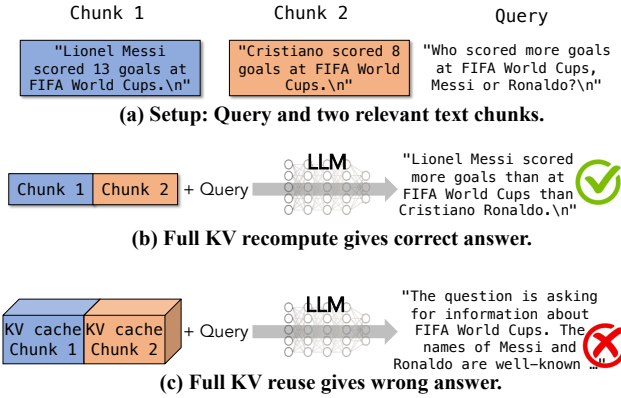 Chunk 1 Chunk 2 Query
"Lionel Messi
scored 13 goals at
FIFA World Cups.\n"
"Cristiano scored 8
goals at FIFA World
Cups.\n"
"Who scored more goals
at FIFA World Cups,
Messi or Ronaldo?\n"
(a) Setup: Query and two relevant text chunks.
Chunk 1 Chunk 2 + Query
LLM
"Lionel Messi scored
more goals than at
FIFA World Cups than
Cristiano Ronaldo.\n"
(b) Full KV recompute gives correct answer.
KV cache
Chunk 1
KV cache
Chunk 2
+ Query
LLM
"The question is asking
for information about
FIFA World Cups. The
names of Messi and
Ronaldo are well-known …"
(c) Full KV reuse gives wrong answer.